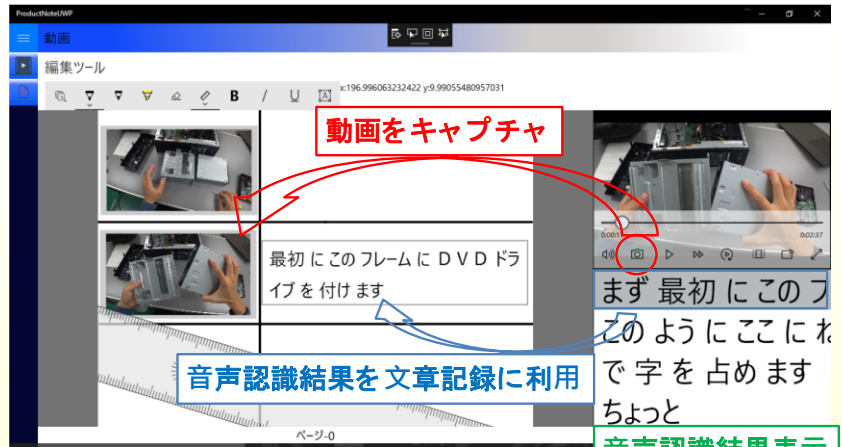 ProductNoteUWP
動画
編集ツール
B / U A
x:196.996063232422 y:9.99055480957031
動画をキャプチャ
0:00:1
0:02:37
最初 に この フレーム に ＤＶＤ ドラ
イブ を 付け ます
まず 最初 に この フ
この よう に ここ に ね
で 字 を 占め ます
ちょっと
音声認識結果を文章記録に利用
音声認識結果表示
ページ-0